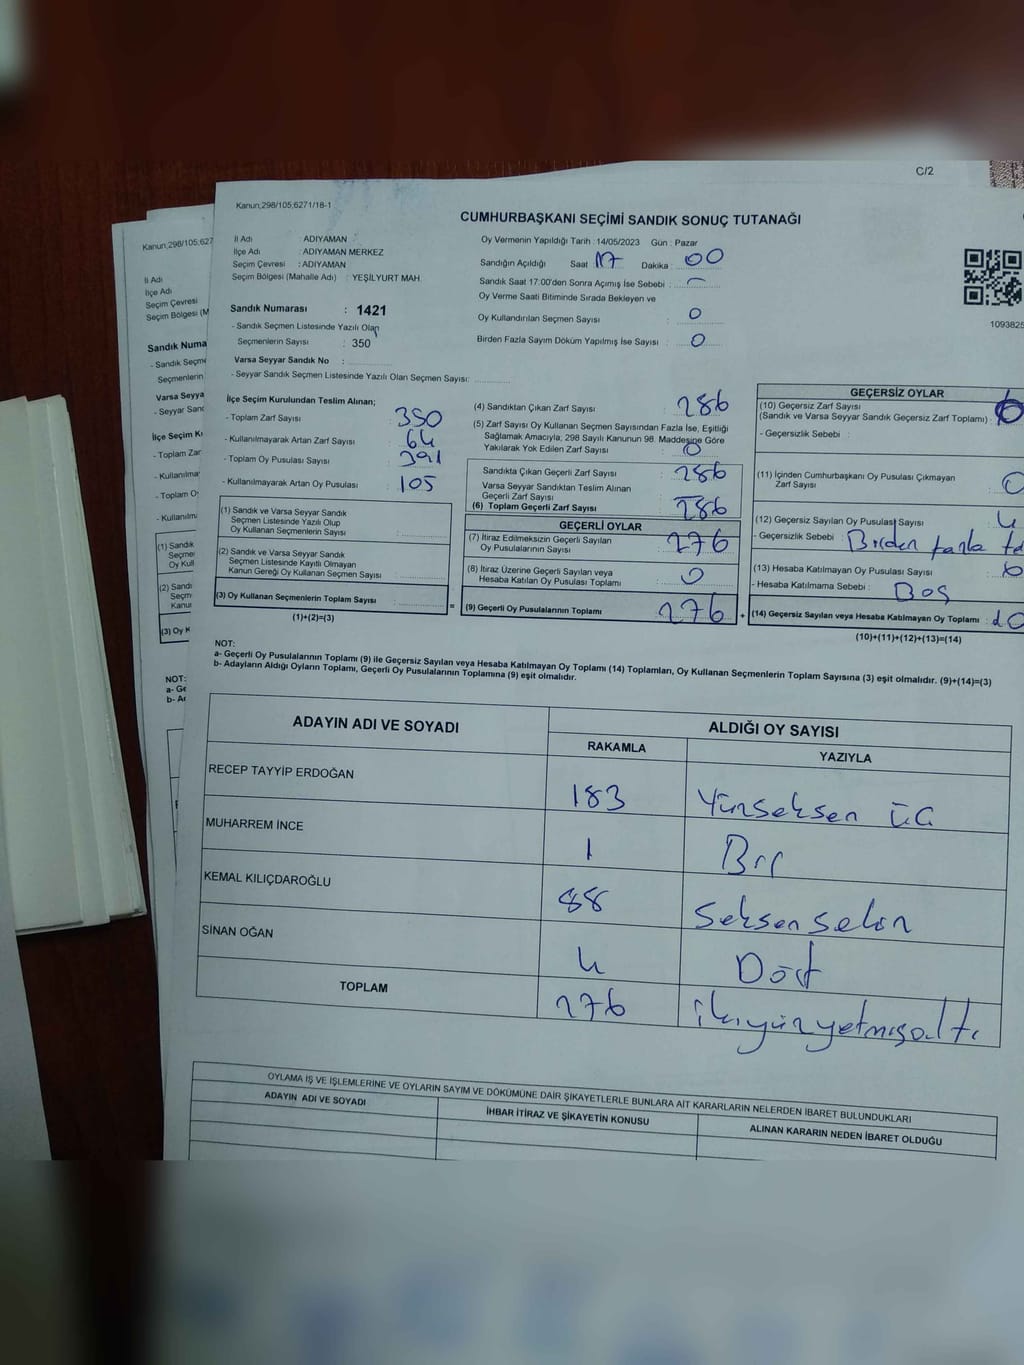 C/2
Kanun;298/105,6271/18-1
CUMHURBAŞKANI SEÇİMİ SANDIK SONUÇ TUTANAĞI
İl Adı : ADIYAMAN
İlçe Adı : ADIYAMAN MERKEZ
Seçim Çevresi : ADIYAMAN
Seçim Bölgesi (Mahalle Adı) : YEŞİLYURT MAH.
Sandık Numarası : 1421
- Sandık Seçmen Listesinde Yazılı Olan
Seçmenlerin Sayısı : 350
Varsa Seyyar Sandık No :
- Seyyar Sandık Seçmen Listesinde Yazılı Olan Seçmen Sayısı:
Oy Vermenin Yapıldığı Tarih : 14/05/2023 Gün : Pazar
Sandığın Açıldığı Saat 17 Dakika : 00
Sandık Saat 17:00'den Sonra Açımış İse Sebebi : -
Oy Verme Saati Bitiminde Sırada Bekleyen ve
Oy Kullandırılan Seçmen Sayısı : 0
Birden Fazla Sayım Döküm Yapılmış İse Sayısı : 0
1093825
İlçe Seçim Kurulundan Teslim Alınan;
- Toplam Zarf Sayısı : 350
- Kullanılmayarak Artan Zarf Sayısı : 64
- Toplam Oy Pusulası Sayısı : 391
- Kullanılmayarak Artan Oy Pusulası : 105
(1) Sandık ve Varsa Seyyar Sandık
Seçmen Listesinde Yazılı Olup
Oy Kullanan Seçmenlerin Sayısı :
(2) Sandık ve Varsa Seyyar Sandık
Seçmen Listesinde Kayıtlı Olmayan
Kanun Gereği Oy Kullanan Seçmen Sayısı :
(3) Oy Kullanan Seçmenlerin Toplam Sayısı :
(1)+(2)=(3)
(4) Sandıktan Çıkan Zarf Sayısı : 286
(5) Zarf Sayısı Oy Kullanan Seçmen Sayısından Fazla İse, Eşitliği
Sağlamak Amacıyla, 298 Sayılı Kanunun 98. Maddesine Göre
Yakılarak Yok Edilen Zarf Sayısı : 0
Sandıkta Çıkan Geçerli Zarf Sayısı : 286
Varsa Seyyar Sandıktan Teslim Alınan
Geçerli Zarf Sayısı :
(6) Toplam Geçerli Zarf Sayısı : 286
GEÇERLİ OYLAR
(7) İtiraz Edilmeksizin Geçerli Sayılan
Oy Pusulalarının Sayısı : 276
(8) İtiraz Üzerine Geçerli Sayılan veya
Hesaba Katılan Oy Pusulası Toplamı : 0
= (9) Geçerli Oy Pusulalarının Toplamı : 276 +
GEÇERSİZ OYLAR
(10) Geçersiz Zarf Sayısı
(Sandık ve Varsa Seyyar Sandık Geçersiz Zarf Toplamı) :
- Geçersizlik Sebebi :
(11) İçinden Cumhurbaşkanı Oy Pusulası Çıkmayan
Zarf Sayısı : 0
(12) Geçersiz Sayılan Oy Pusulası Sayısı : 4
- Geçersizlik Sebebi : Birden fazla
(13) Hesaba Katılmayan Oy Pusulası Sayısı : 6
- Hesaba Katılmama Sebebi : Boş
(14) Geçersiz Sayılan veya Hesaba Katılmayan Oy Toplamı :
(10)+(11)+(12)+(13)=(14)
NOT:
a- Geçerli Oy Pusulalarının Toplamı (9) ile Geçersiz Sayılan veya Hesaba Katılmayan Oy Toplamı (14) Toplamları, Oy Kullanan Seçmenlerin Toplam Sayısına (3) eşit olmalıdır. (9)+(14)=(3)
b- Adayların Aldığı Oyların Toplamı, Geçerli Oy Pusulalarının Toplamına (9) eşit olmalıdır.
ADAYIN ADI VE SOYADI ALDIĞI OY SAYISI
RAKAMLA YAZIYLA
RECEP TAYYİP ERDOĞAN 183 Yüzseksen üç
MUHARREM İNCE 1 Bir
KEMAL KILIÇDAROĞLU 88 Seksensekiz
SİNAN OĞAN 4 Dört
TOPLAM 276 ikiyüzyetmişaltı
OYLAMA İŞ VE İŞLEMLERİNE VE OYLARIN SAYIM VE DÖKÜMÜNE DAİR ŞİKAYETLERLE BUNLARA AİT KARARLARIN NELERDEN İBARET BULUNDUKLARI
ADAYIN ADI VE SOYADI İHBAR İTİRAZ VE ŞİKAYETİN KONUSU ALINAN KARARIN NEDEN İBARET OLDUĞU